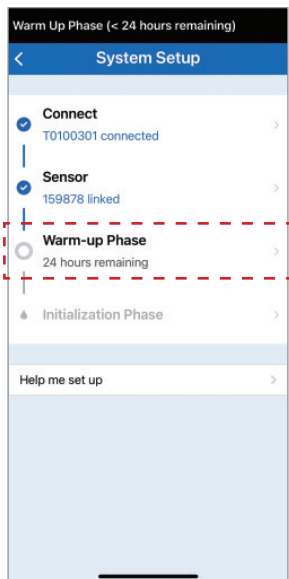 Warm Up Phase (< 24 hours remaining)
System Setup
Connect
T0100301 connected
Sensor
159878 linked
Warm-up Phase
24 hours remaining
Initialization Phase
Help me set up